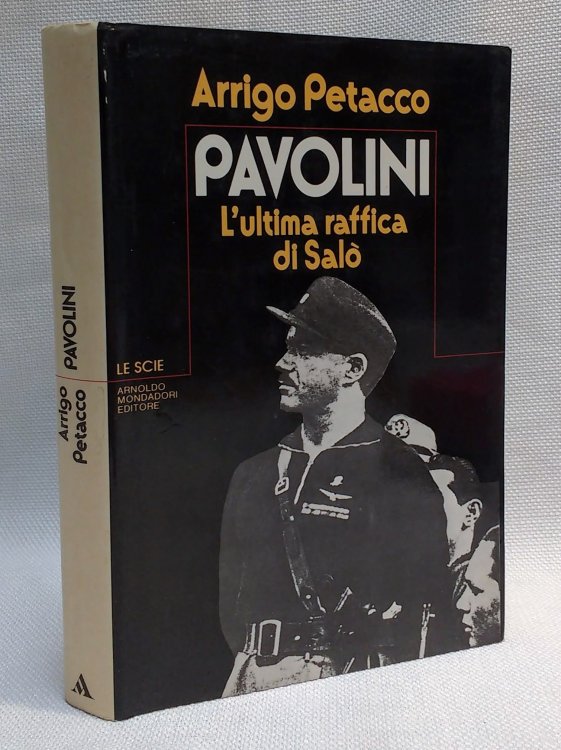 Arrigo Petacco
PAVOLINI
L'ultima raffica
di Salò
LE SCIE
ARNOLDO
MONDADORI
EDITORE
Arrigo
Petacco
PAVOLINI